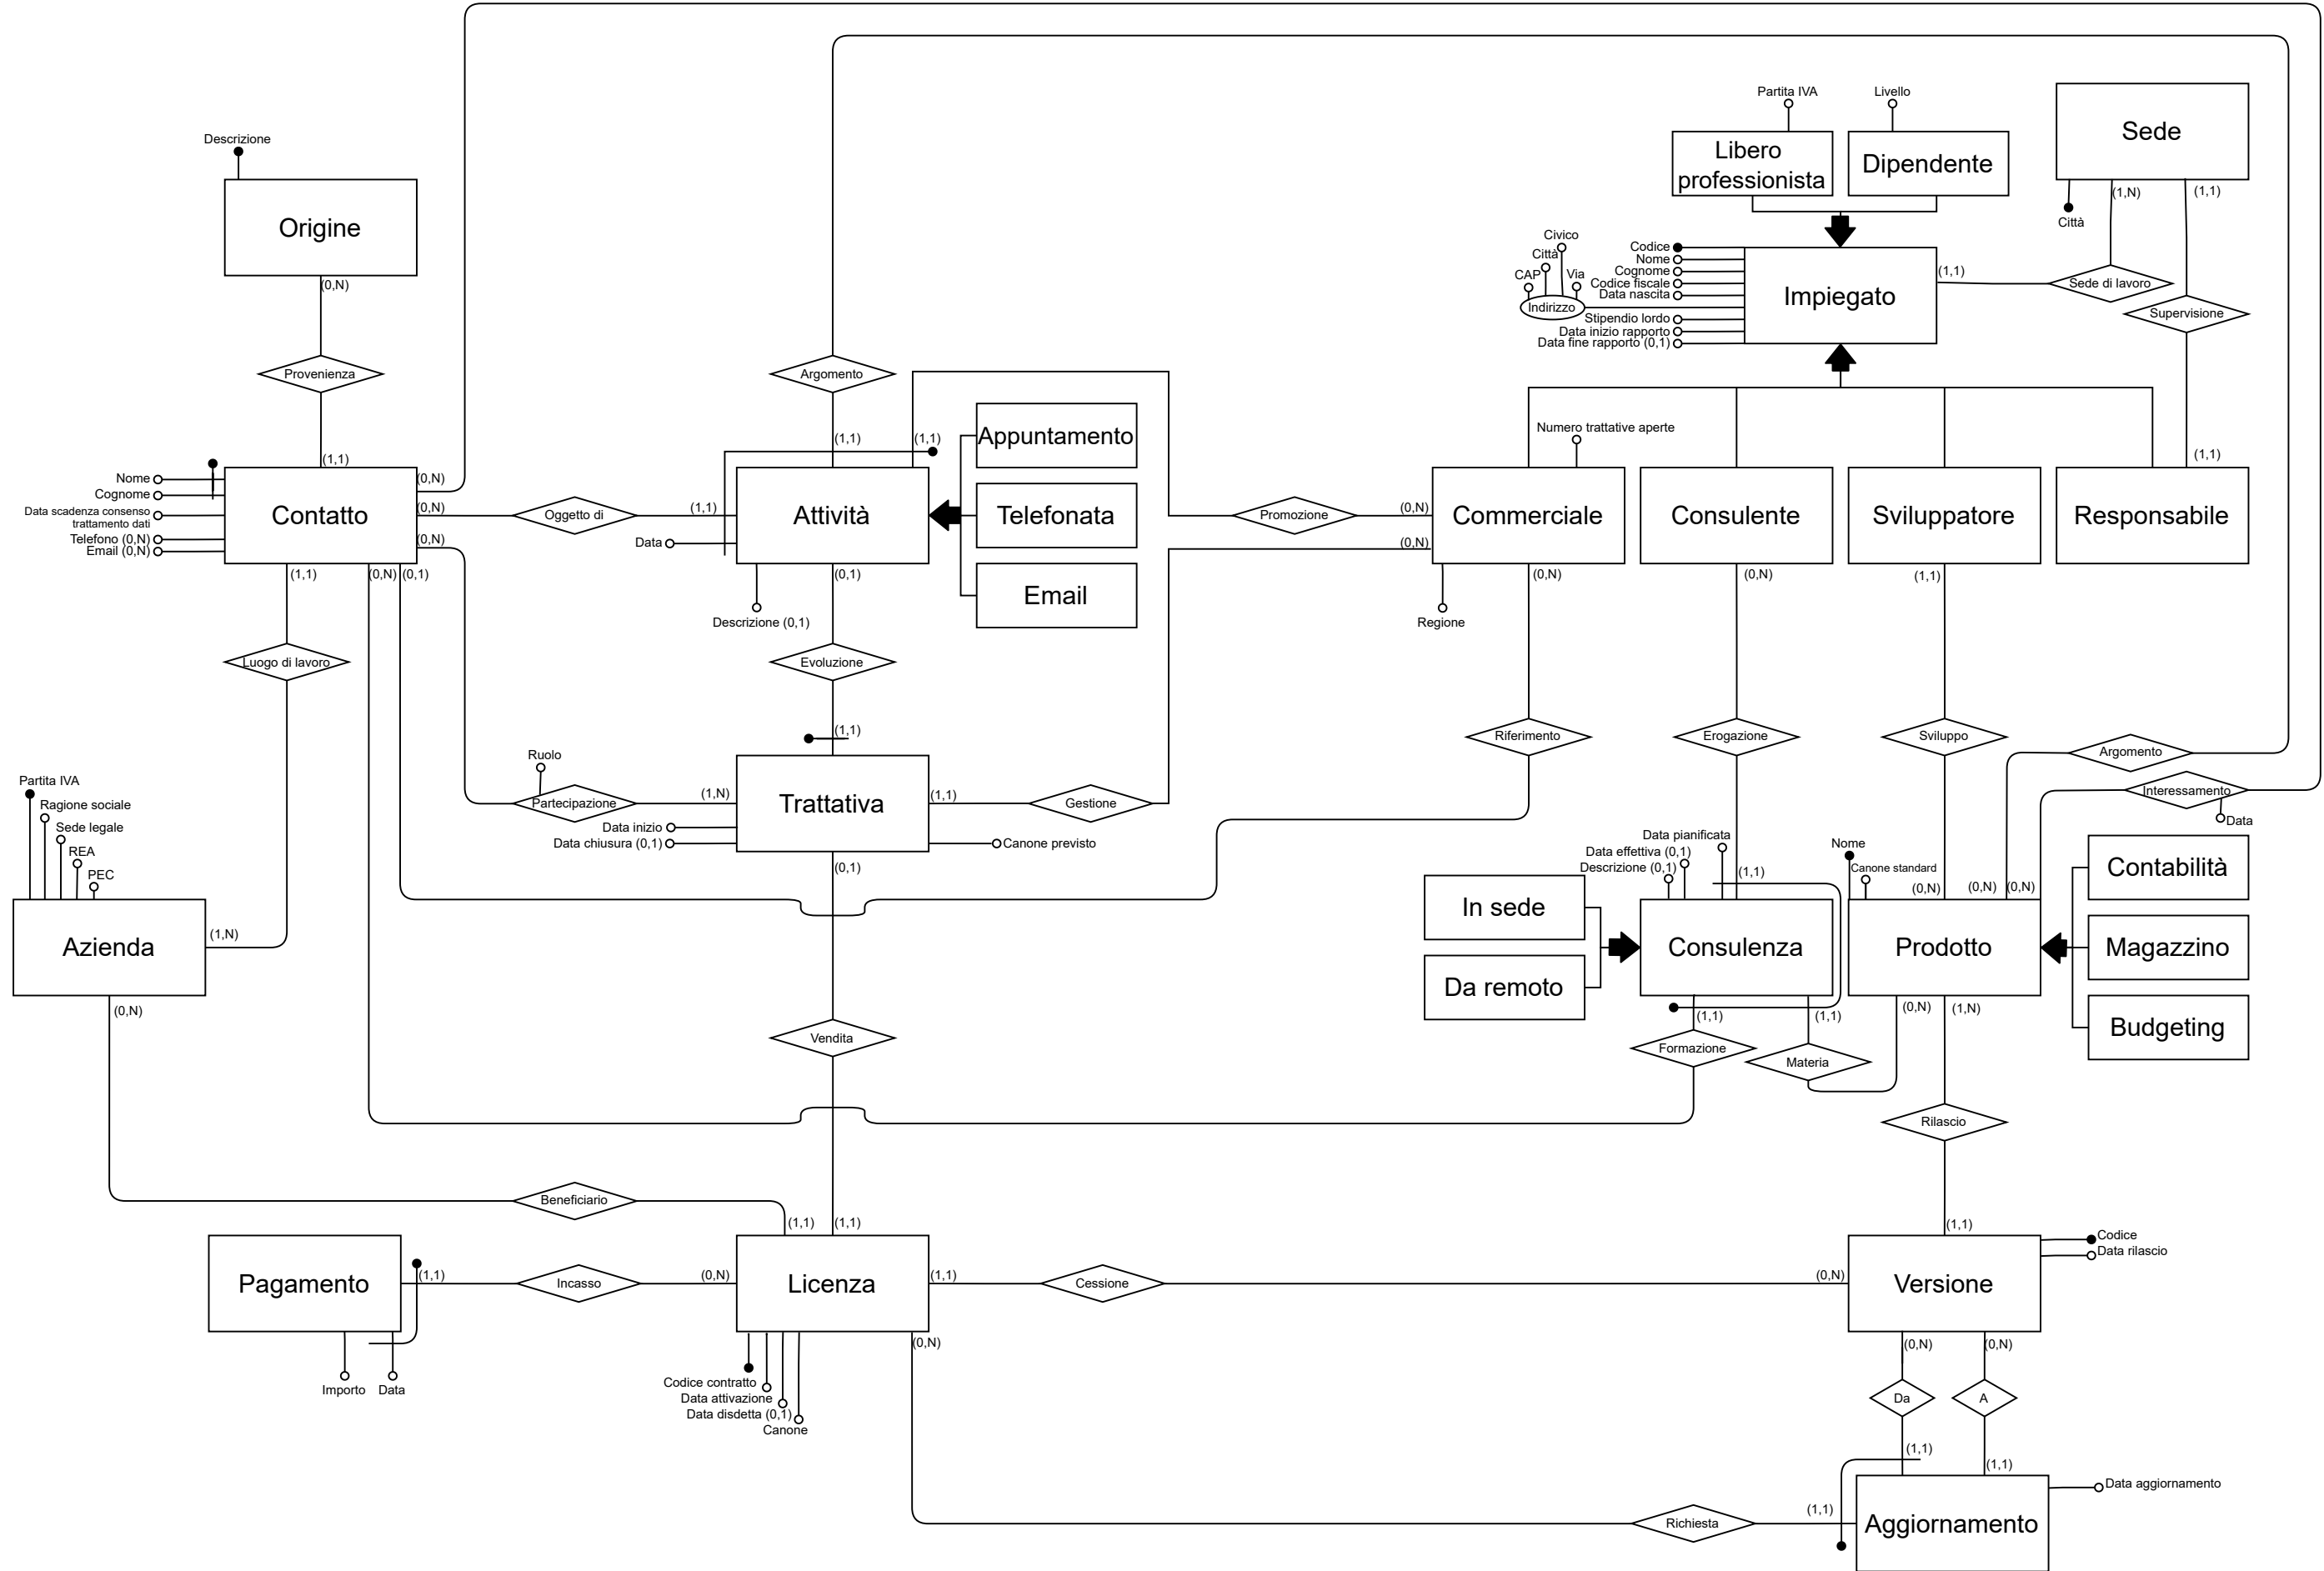 Partita IVA
Livello
Sede
Descrizione
Libero
professionista
Dipendente
(1,N)
(1,1)
Città
Origine
Civico
Città
CAP
Via
Indirizzo
Codice
Nome
Cognome
Codice fiscale
Data nascita
Stipendio lordo
Data inizio rapporto
Data fine rapporto (0,1)
Impiegato
(1,1)
Sede di lavoro
Supervisione
(0,N)
Provenienza
Argomento
Appuntamento
Numero trattative aperte
(1,1)
(1,1)
(1,1)
(1,1)
Nome
Cognome
Data scadenza consenso
trattamento dati
Telefono (0,N)
Email (0,N)
Contatto
(0,N)
(0,N)
(0,N)
Oggetto di
(1,1)
Data
Attività
Telefonata
Email
Promozione
(0,N)
(0,N)
Commerciale
Consulente
Sviluppatore
Responsabile
(1,1)
(0,N)
(0,1)
(0,1)
(0,N)
(0,N)
(1,1)
Descrizione (0,1)
Regione
Luogo di lavoro
Evoluzione
(1,1)
Riferimento
Erogazione
Sviluppo
Argomento
Ruolo
Partecipazione
(1,N)
Trattativa
(1,1)
Gestione
Interessamento
Data
Data inizio
Data chiusura (0,1)
Canone previsto
Partita IVA
Ragione sociale
Sede legale
REA
PEC
(0,1)
Data pianificata
Data effettiva (0,1)
Descrizione (0,1)
(1,1)
Nome
Canone standard
(0,N)
(0,N)
(0,N)
Contabilità
In sede
Azienda
(1,N)
Consulenza
Prodotto
Magazzino
Da remoto
Budgeting
(0,N)
(1,1)
(1,1)
(0,N)
(1,N)
Vendita
Formazione
Materia
Rilascio
Beneficiario
(1,1)
(1,1)
(1,1)
Pagamento
(1,1)
Incasso
(0,N)
Licenza
(1,1)
Cessione
(0,N)
Versione
Codice
Data rilascio
(0,N)
(0,N)
(0,N)
Importo
Data
Codice contratto
Data attivazione
Data disdetta (0,1)
Canone
Da
A
(1,1)
(1,1)
Data aggiornamento
Richiesta
(1,1)
Aggiornamento